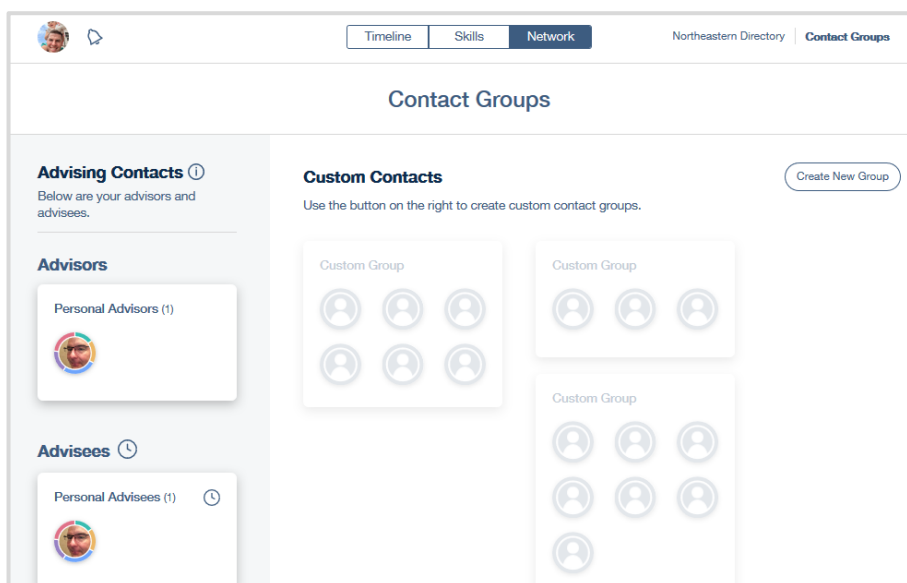 Timeline
Skills
Network
Northeastern Directory
Contact Groups
Contact Groups
Advising Contacts
Below are your advisors and
advisees.
Advisors
Personal Advisors (1)
Advisees
Personal Advisees (1)
Custom Contacts
Use the button on the right to create custom contact groups.
Create New Group
Custom Group
Custom Group
Custom Group